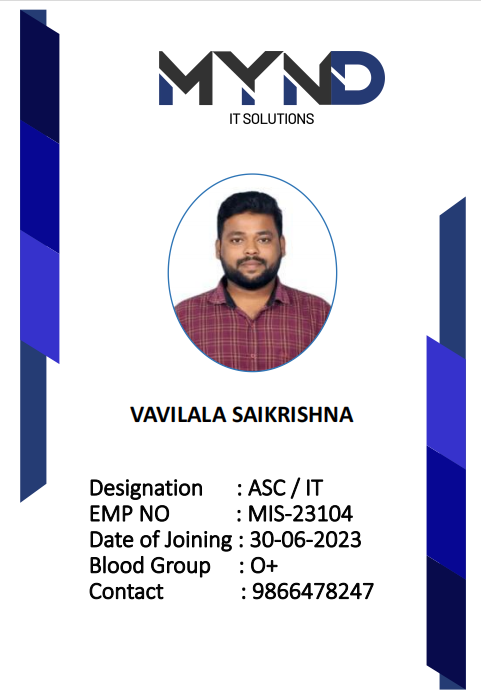 MYND
IT SOLUTIONS
VAVILALA SAIKRISHNA
Designation : ASC / IT
EMP NO : MIS-23104
Date of Joining : 30-06-2023
Blood Group : O+
Contact : 9866478247